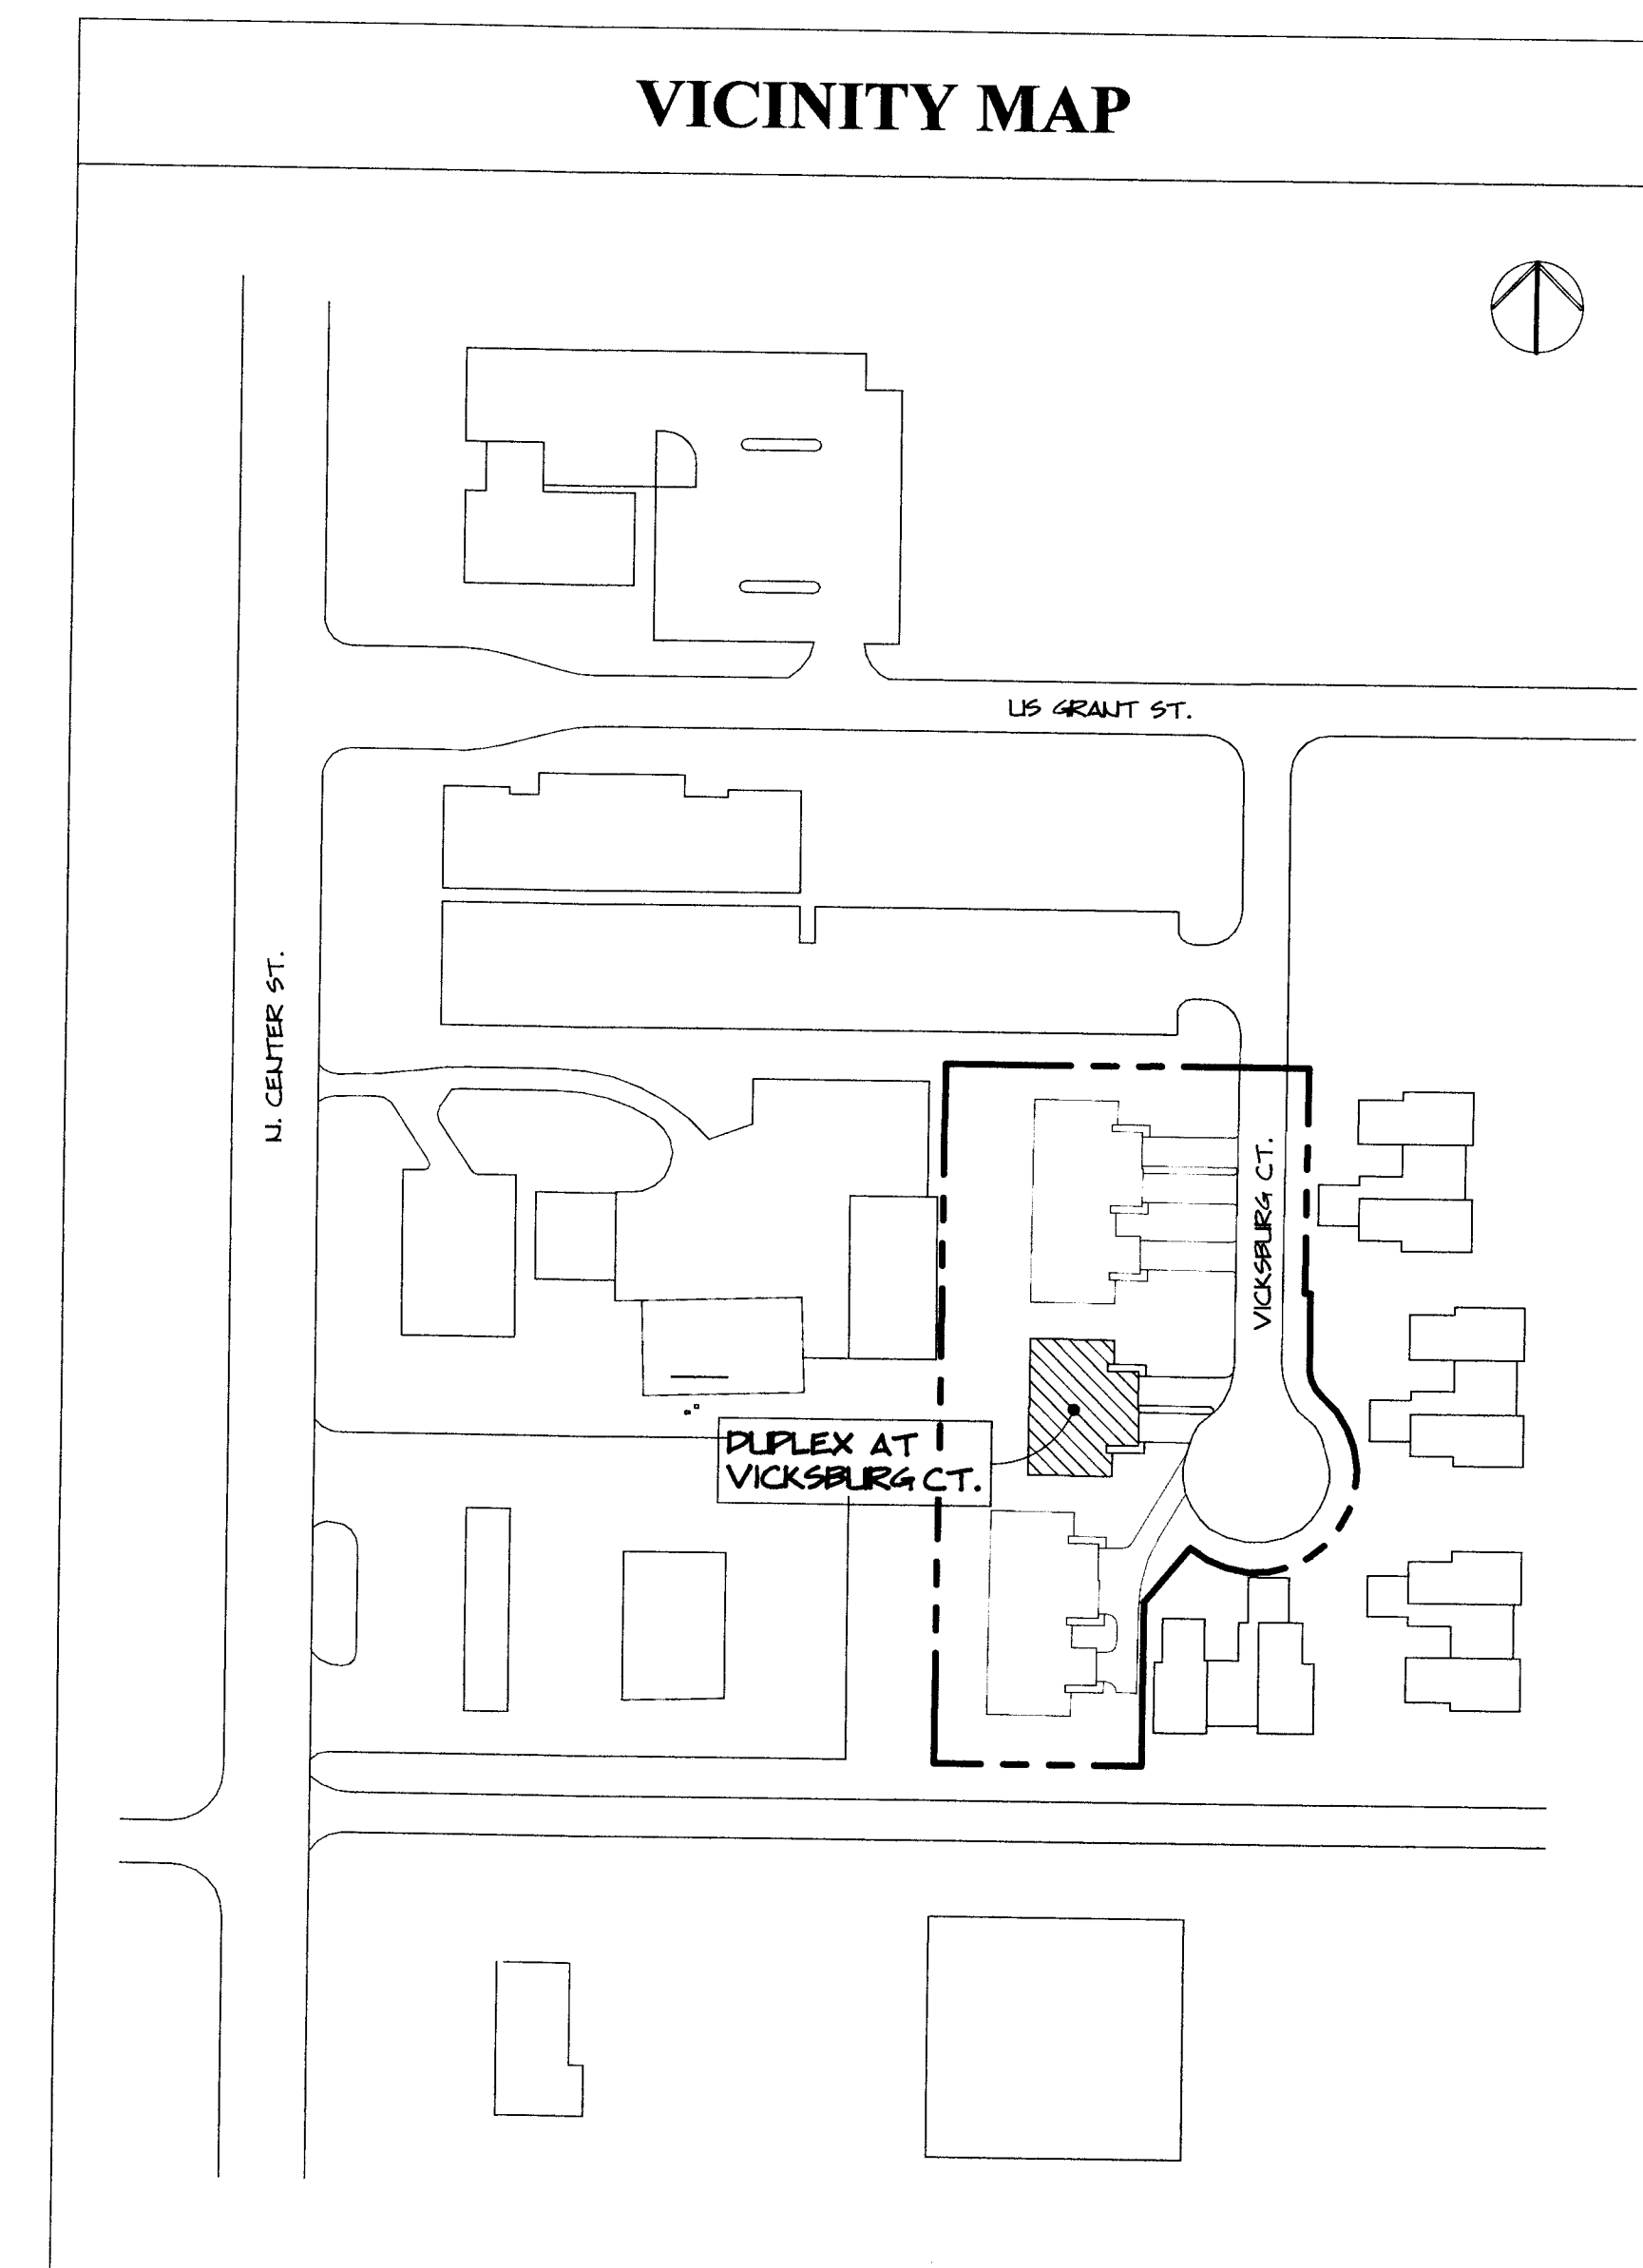 VICINITY MAP
US GRANT ST.
N. CENTER ST.
VICKSBURG CT.
DUPLEX AT
VICKSBURG CT.